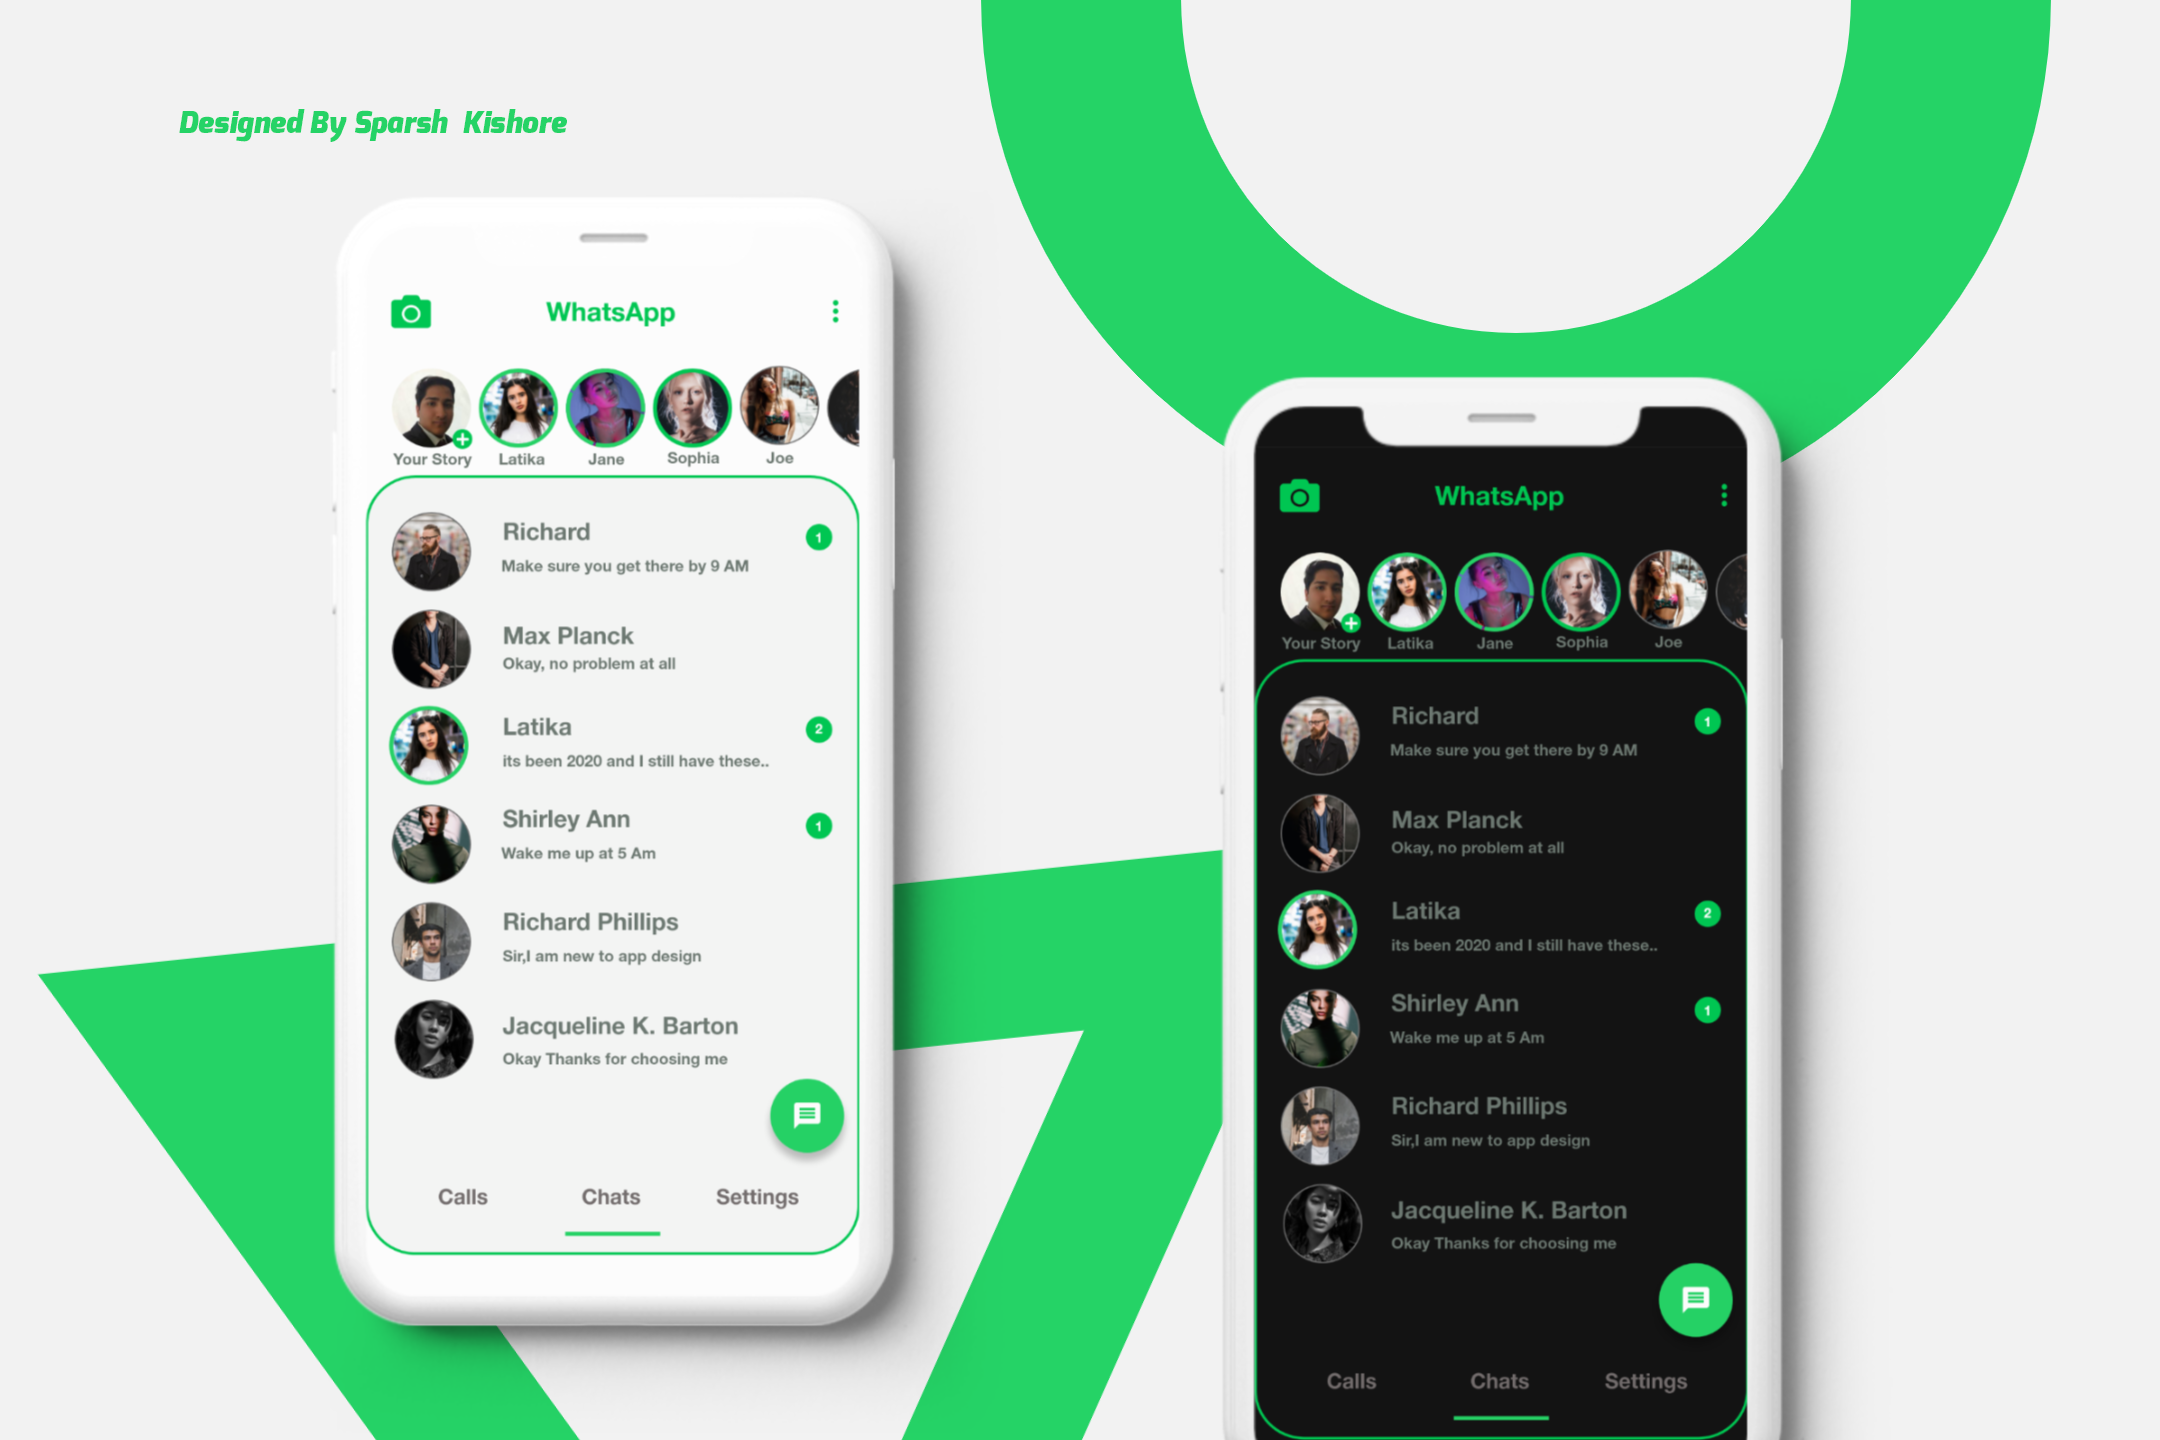 Designed By Sparsh  Kishore
WhatsApp
Your Story
Latika
Jane
Sophia
Joe
Richard
1
Make sure you get there by 9 AM
Max Planck
Okay, no problem at all
Latika
2
its been 2020 and I still have these..
Shirley Ann
1
Wake me up at 5 Am
Richard Phillips
Sir,I am new to app design
Jacqueline K. Barton
Okay Thanks for choosing me
Calls
Chats
Settings
WhatsApp
Your Story
Latika
Jane
Sophia
Joe
Richard
1
Make sure you get there by 9 AM
Max Planck
Okay, no problem at all
Latika
2
its been 2020 and I still have these..
Shirley Ann
1
Wake me up at 5 Am
Richard Phillips
Sir,I am new to app design
Jacqueline K. Barton
Okay Thanks for choosing me
Calls
Chats
Settings